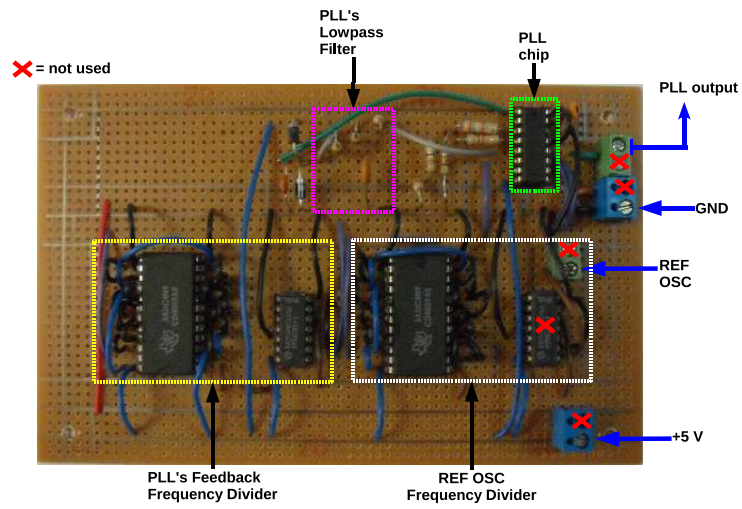 PLL's
Lowpass
Filter
PLL
chip
= not used
PLL output
GND
REF
OSC
+5 V
PLL's Feedback
Frequency Divider
REF OSC
Frequency Divider